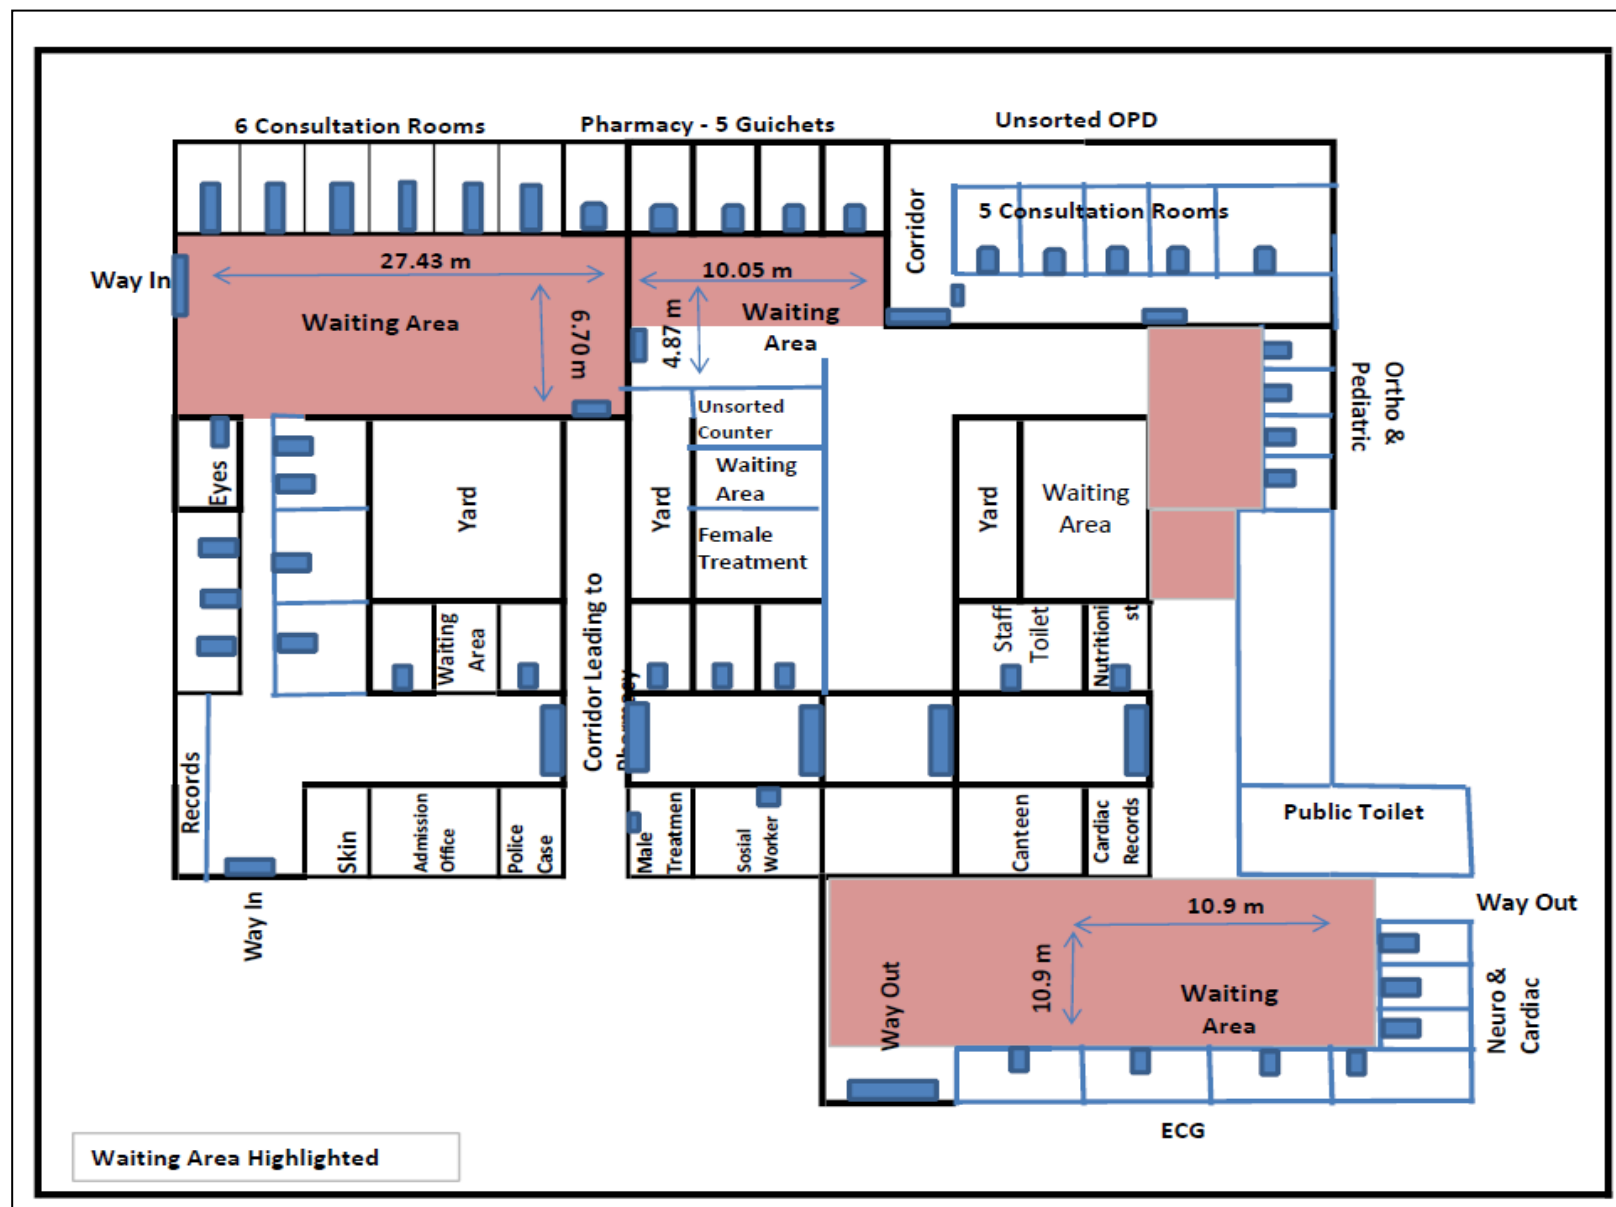 6 Consultation Rooms
Pharmacy - 5 Guichets
Unsorted OPD
Corridor
5 Consultation Rooms
Way In
27.43 m
Waiting Area
6.70 m
10.05 m
Waiting
Area
4.87 m
Ortho &
Pediatric
Unsorted
Counter
Waiting
Area
Female
Treatment
Eyes
Yard
Yard
Yard
Waiting
Area
Waiting
Area
Corridor Leading to
Pharmacy
Staff
Toilet
Nutritioni
st
Records
Skin
Admission
Office
Police
Case
Male
Treatmen
Sosial
Worker
Canteen
Cardiac
Records
Public Toilet
Way In
Way Out
10.9 m
10.9 m
Way Out
Waiting
Area
Neuro &
Cardiac
ECG
Waiting Area Highlighted